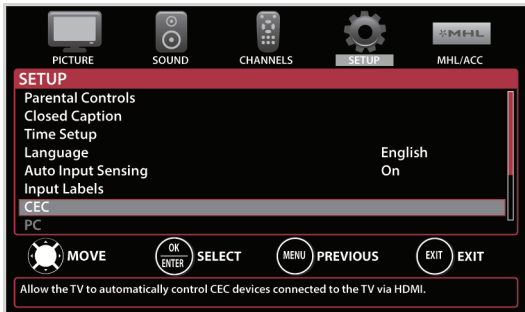 MHL
PICTURE SOUND CHANNELS SETUP MHL/ACC
SETUP
Parental Controls
Closed Caption
Time Setup
Language English
Auto Input Sensing On
Input Labels
CEC
PC
MOVE OK ENTER SELECT MENU PREVIOUS EXIT EXIT
Allow the TV to automatically control CEC devices connected to the TV via HDMI.